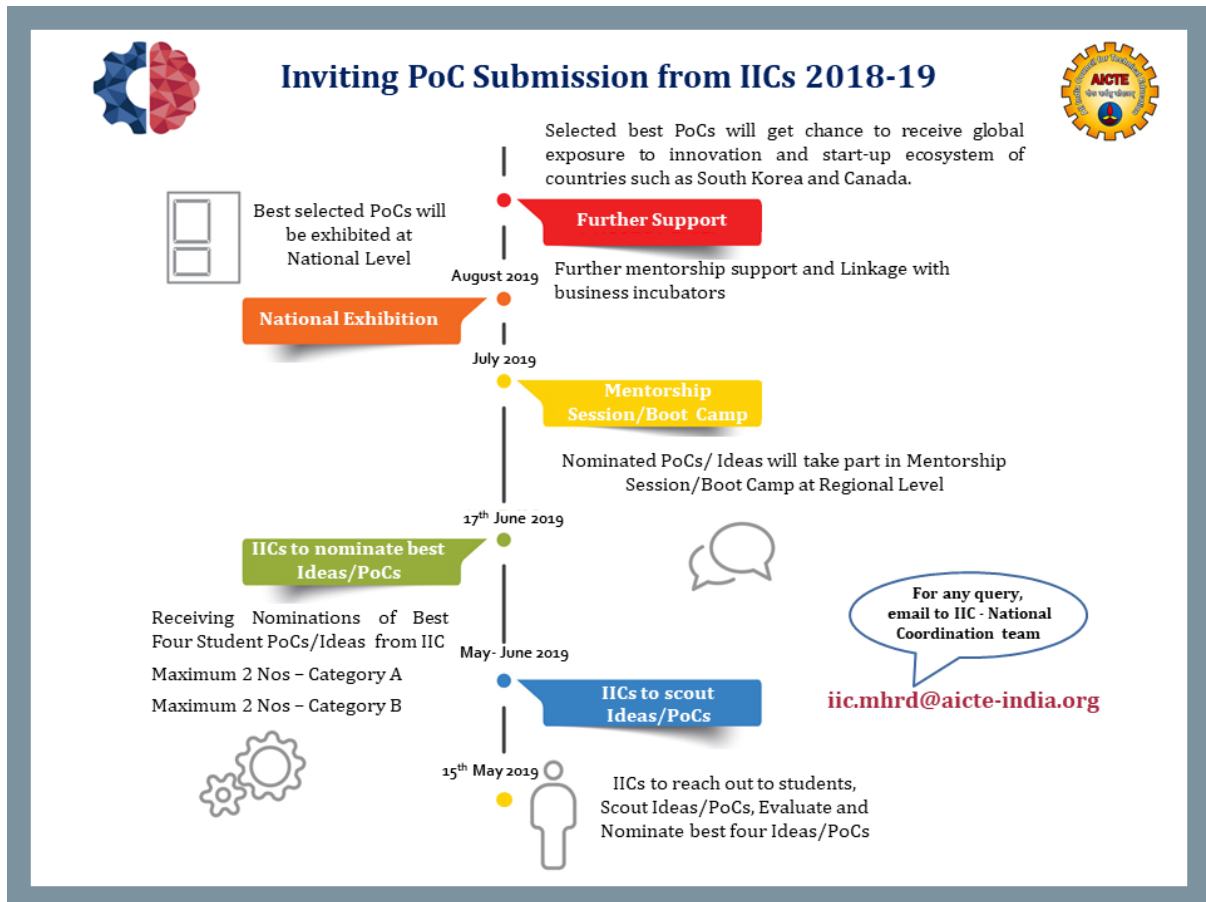 Inviting PoC Submission from IICs 2018-19
All India Council for Technical Education
AICTE
Selected best PoCs will get chance to receive global
exposure to innovation and start-up ecosystem of
countries such as South Korea and Canada.
Further Support
Further mentorship support and Linkage with
business incubators
Best selected PoCs will
be exhibited at
National Level
August 2019
National Exhibition
July 2019
Mentorship
Session/Boot Camp
Nominated PoCs/ Ideas will take part in Mentorship
Session/Boot Camp at Regional Level
17th June 2019
IICs to nominate best
Ideas/PoCs
Receiving Nominations of Best
Four Student PoCs/Ideas from IIC
Maximum 2 Nos – Category A
Maximum 2 Nos – Category B
May- June 2019
IICs to scout
Ideas/PoCs
For any query,
email to IIC - National
Coordination team
iic.mhrd@aicte-india.org
15th May 2019
IICs to reach out to students,
Scout Ideas/PoCs, Evaluate and
Nominate best four Ideas/PoCs